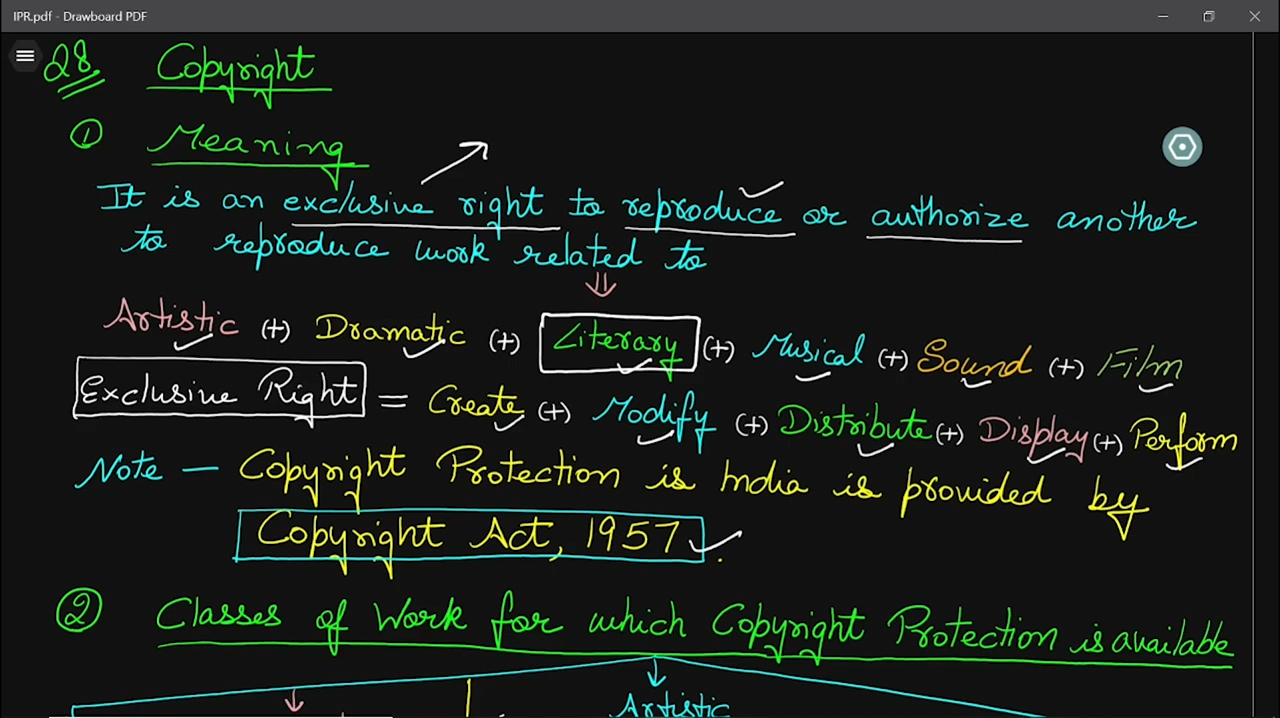 IPR.pdf - Drawboard PDF
28 Copyright
① Meaning
It is an exclusive right to reproduce or authorize another
to reproduce work related to
Artistic (+) Dramatic (+) Literary (+) Musical (+) Sound (+) Film
Exclusive Right = Create (+) Modify (+) Distribute (+) Display (+) Perform
Note - Copyright Protection is India is provided by
Copyright Act, 1957
② Classes of Work for which Copyright Protection is available
Artistic